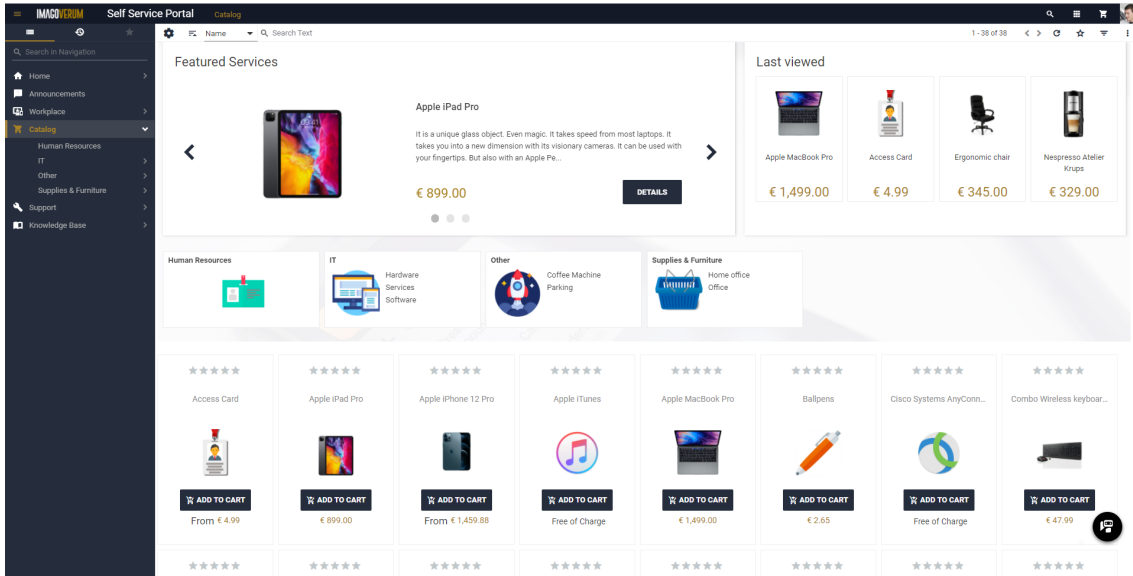 IMAGOVERUM
Self Service Portal
Catalog
Search in Navigation
Home
Announcements
Workplace
Catalog
Human Resources
IT
Other
Supplies & Furniture
Support
Knowledge Base
Name
Search Text
1 - 38 of 38
Featured Services
Apple iPad Pro
It is a unique glass object. Even magic. It takes speed from most laptops. It
takes you into a new dimension with its visionary cameras. It can be used with
your fingertips. But also with an Apple Pe...
€ 899.00
DETAILS
Last viewed
Apple MacBook Pro
€ 1,499.00
Access Card
€ 4.99
Ergonomic chair
€ 345.00
Nespresso Atelier
Krups
€ 329.00
Human Resources
IT
Hardware
Services
Software
Other
Coffee Machine
Parking
Supplies & Furniture
Home office
Office
Access Card
ADD TO CART
From € 4.99
Apple iPad Pro
ADD TO CART
€ 899.00
Apple iPhone 12 Pro
ADD TO CART
From € 1,459.88
Apple iTunes
ADD TO CART
Free of Charge
Apple MacBook Pro
ADD TO CART
€ 1,499.00
Ballpens
ADD TO CART
€ 2.65
Cisco Systems AnyConn...
ADD TO CART
Free of Charge
Combo Wireless keyboar...
ADD TO CART
€ 47.99